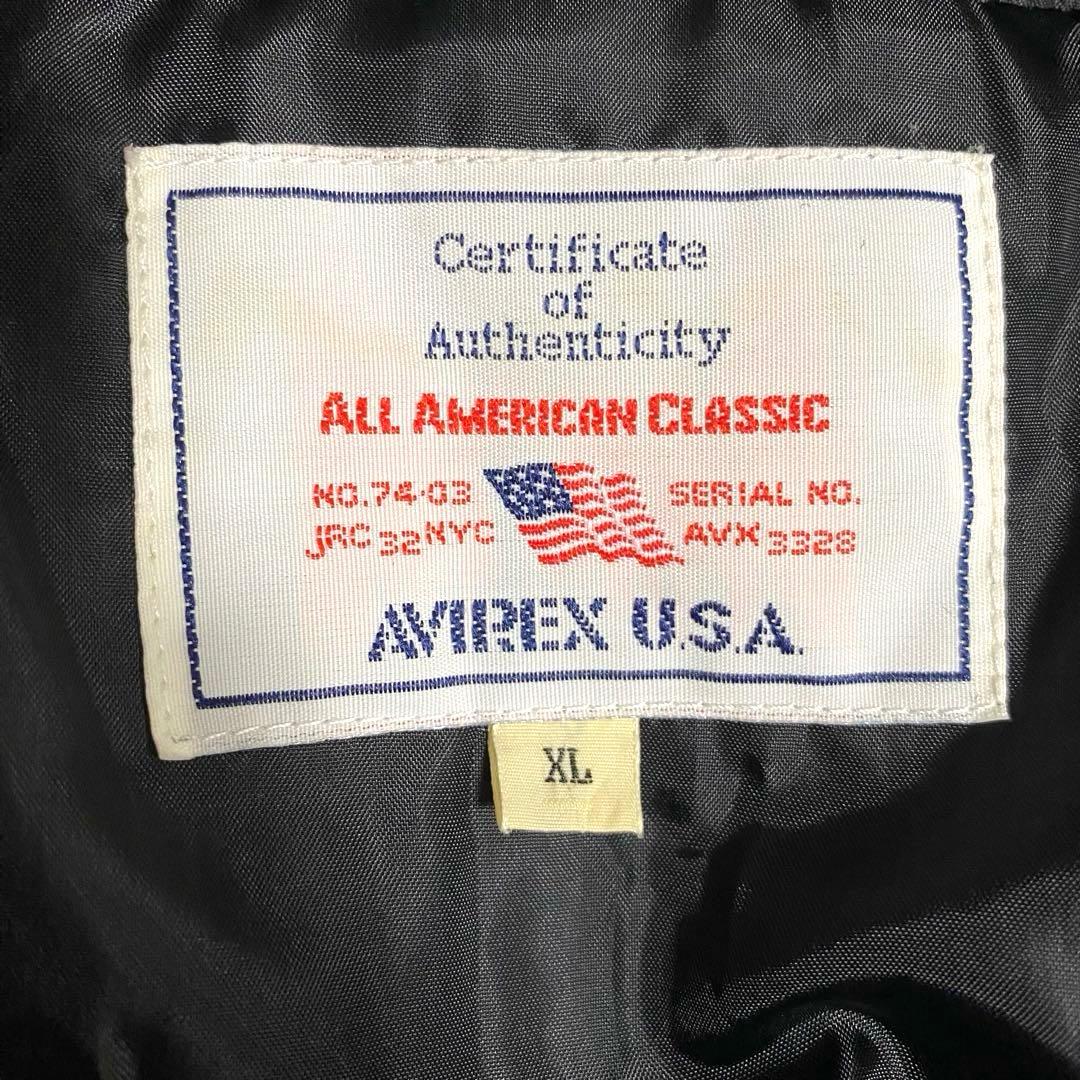 Certificate
of
Authenticity
ALL AMERICAN CLASSIC
NO.74-03 SERIAL NO.
JRC 32 NYC AVX 3328
AVIREX U.S.A.
XL